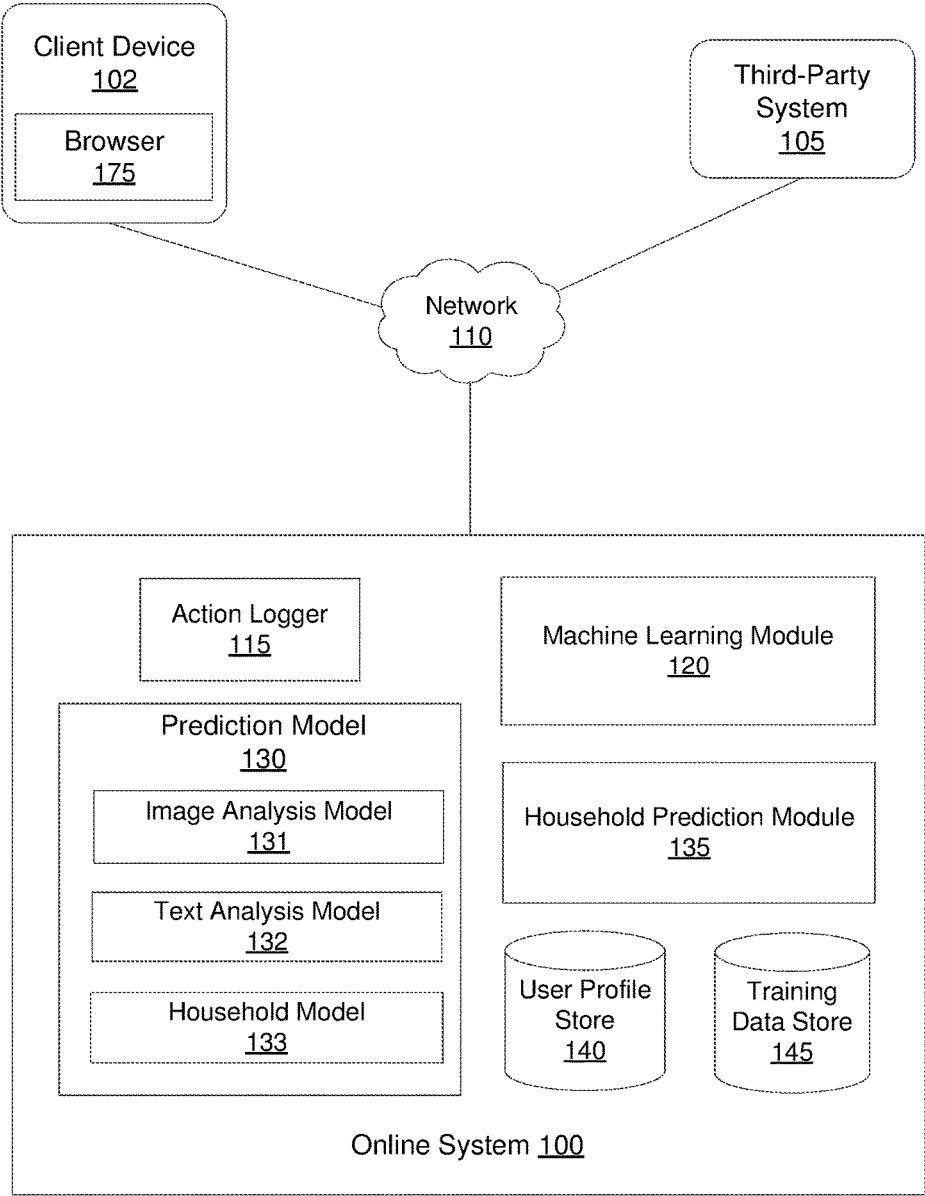 Client Device
102
Browser
175
Third-Party
System
105
Network
110
Action Logger
115
Machine Learning Module
120
Prediction Model
130
Image Analysis Model
131
Text Analysis Model
132
Household Model
133
Household Prediction Module
135
User Profile
Store
140
Training
Data Store
145
Online System 100